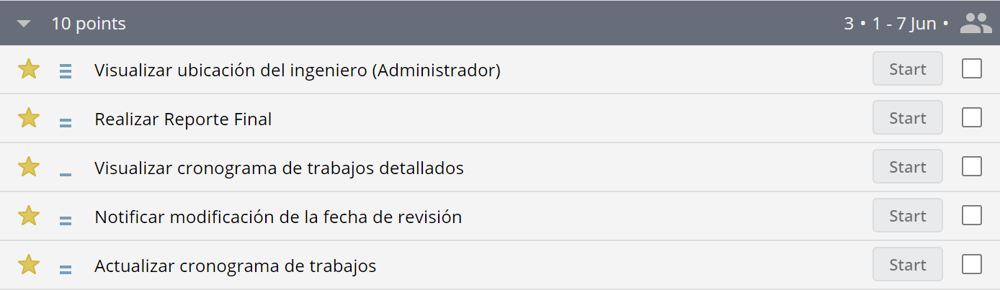 10 points 3 • 1 - 7 Jun •
Visualizar ubicación del ingeniero (Administrador) Start
Realizar Reporte Final Start
Visualizar cronograma de trabajos detallados Start
Notificar modificación de la fecha de revisión Start
Actualizar cronograma de trabajos Start